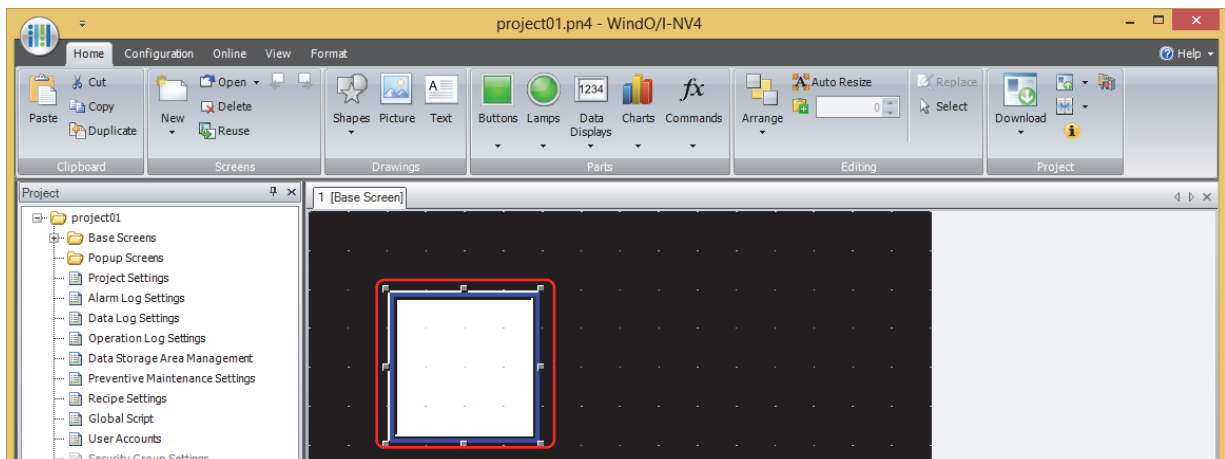 project01.pn4 - WindO/I-NV4
Home Configuration Online View Format Help
Cut Open Auto Resize Replace
Copy Delete 1234 fx 0 Select
Paste Duplicate New Reuse Shapes Picture A Text Buttons Lamps Data Displays Charts Commands Arrange Download
Clipboard Screens Drawings Parts Editing Project
Project 1 [Base Screen]
project01
Base Screens
Popup Screens
Project Settings
Alarm Log Settings
Data Log Settings
Operation Log Settings
Data Storage Area Management
Preventive Maintenance Settings
Recipe Settings
Global Script
User Accounts
Security Group Settings